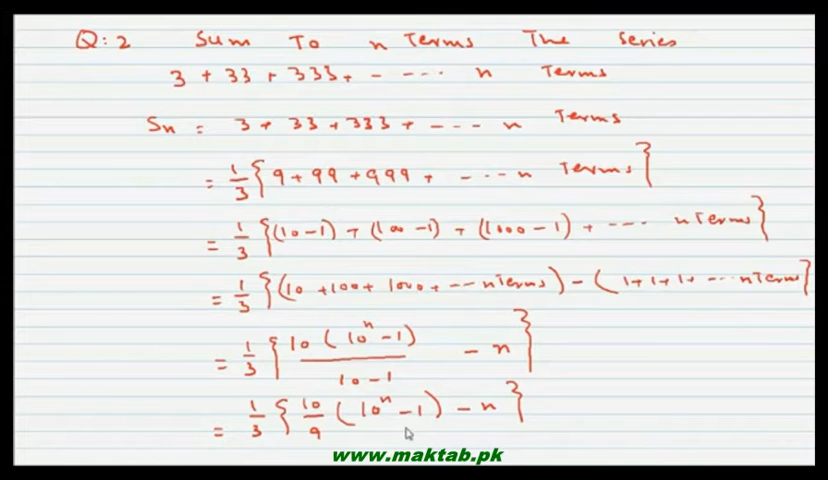 Q: 2 Sum To n Terms The Series
3 + 33 + 333 + - ---- n Terms
Sn = 3 + 33 + 333 + - --- n Terms
= 1/3 { 9 + 99 + 999 + - -- - n Terms }
= 1/3 { (10 - 1) + (100 - 1) + (1000 - 1) + ---- n Terms }
= 1/3 { (10 + 100 + 1000 + --- n Terms) - (1 + 1 + 1 + --- n Terms }
= 1/3 { 10 (10^n - 1) / 10 - 1 - n }
= 1/3 { 10/9 (10^n - 1) - n }
www.maktab.pk